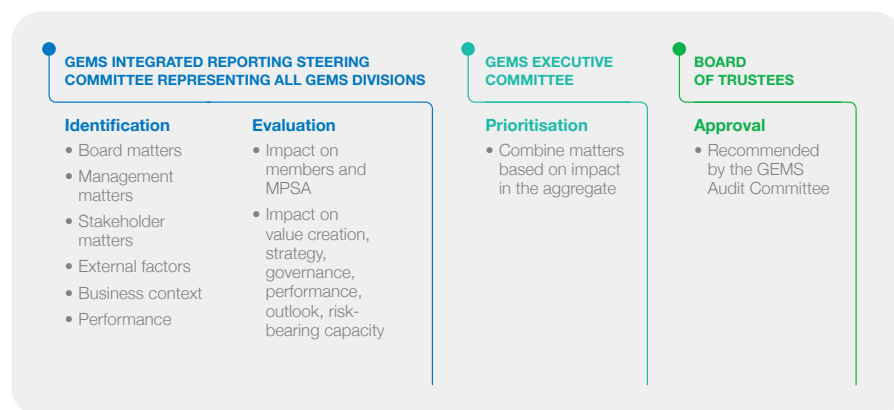 GEMS INTEGRATED REPORTING STEERING
COMMITTEE REPRESENTING ALL GEMS DIVISIONS
Identification
• Board matters
• Management
matters
• Stakeholder
matters
• External factors
• Business context
• Performance
Evaluation
• Impact on
members and
MPSA
• Impact on
value creation,
strategy,
governance,
performance,
outlook, risk-
bearing capacity
GEMS EXECUTIVE
COMMITTEE
Prioritisation
• Combine matters
based on impact
in the aggregate
BOARD
OF TRUSTEES
Approval
• Recommended
by the GEMS
Audit Committee